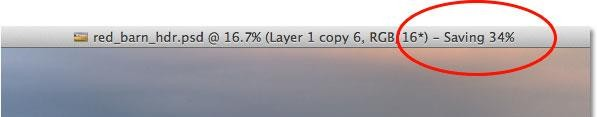 red_barn_hdr.psd @ 16.7% (Layer 1 copy 6, RGB/16*) – Saving 34%